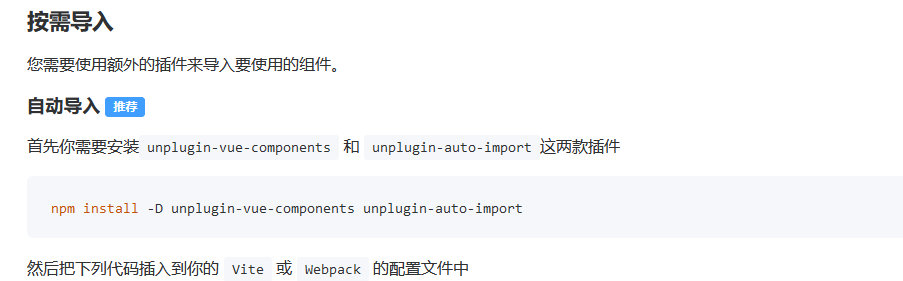 按需导入
您需要使用额外的插件来导入要使用的组件。
自动导入 推荐
首先你需要安装 unplugin-vue-components 和 unplugin-auto-import 这两款插件
npm install -D unplugin-vue-components unplugin-auto-import
然后把下列代码插入到你的 Vite 或 Webpack 的配置文件中